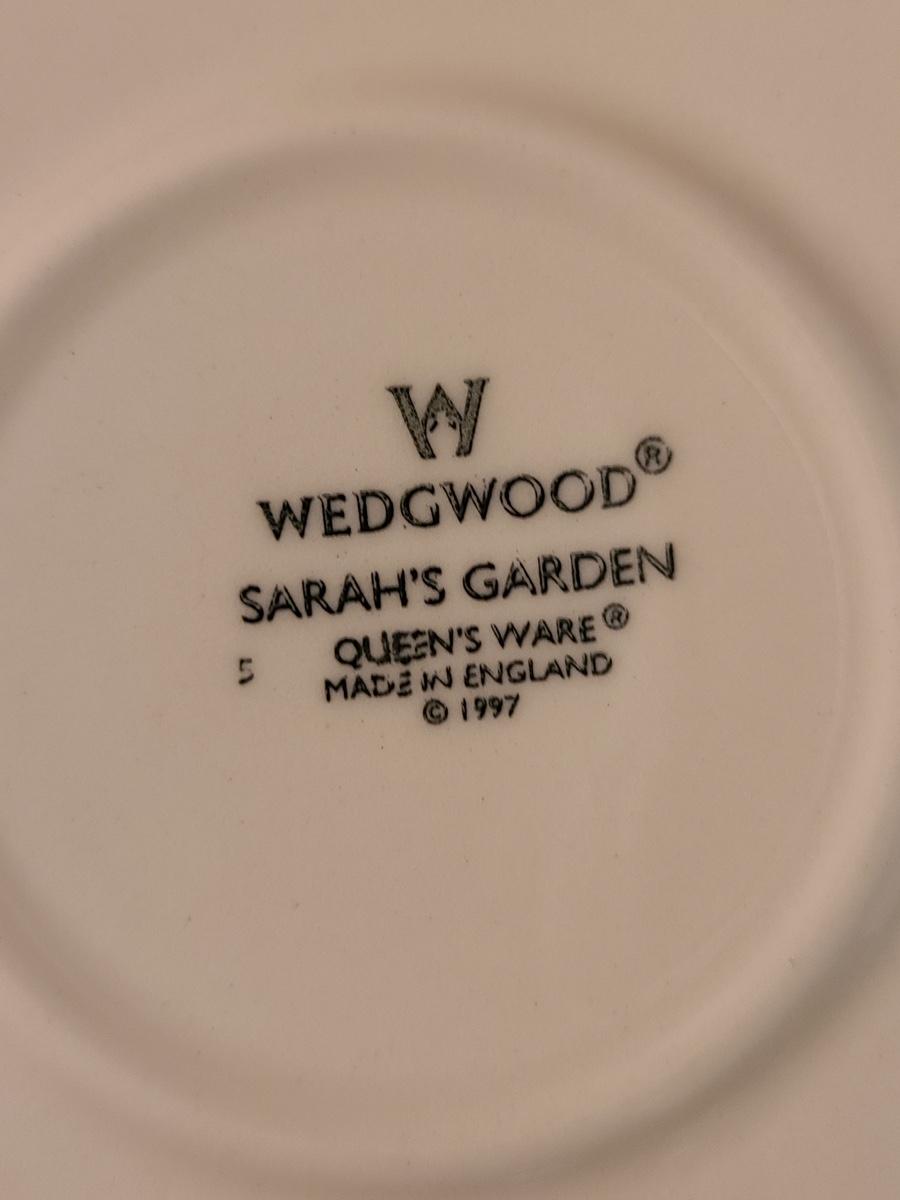 W
WEDGWOOD®
SARAH'S GARDEN
QUEEN'S WARE®
5 MADE IN ENGLAND
© 1997